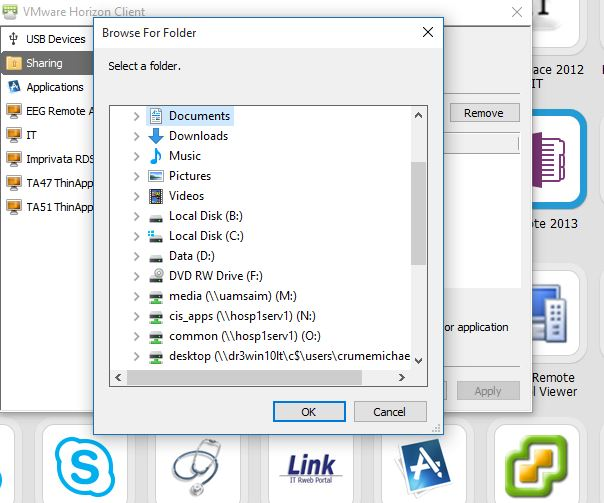 VMware Horizon Client
USB Devices
Sharing
Applications
EEG Remote A
IT
Imprivata RDS
TA47 ThinApp
TA51 ThinApp
Browse For Folder
Select a folder.
Documents
Downloads
Music
Pictures
Videos
Local Disk (B:)
Local Disk (C:)
Data (D:)
DVD RW Drive (F:)
media (\\uamsaim) (M:)
cis_apps (\\hosp1serv1) (N:)
common (\\hosp1serv1) (O:)
desktop (\\dr3win10lt\c$\users\crumemichae
OK
Cancel
Remove
or application
Apply
ace 2012
IT
ote 2013
Remote
l Viewer
Link
IT Rweb Portal